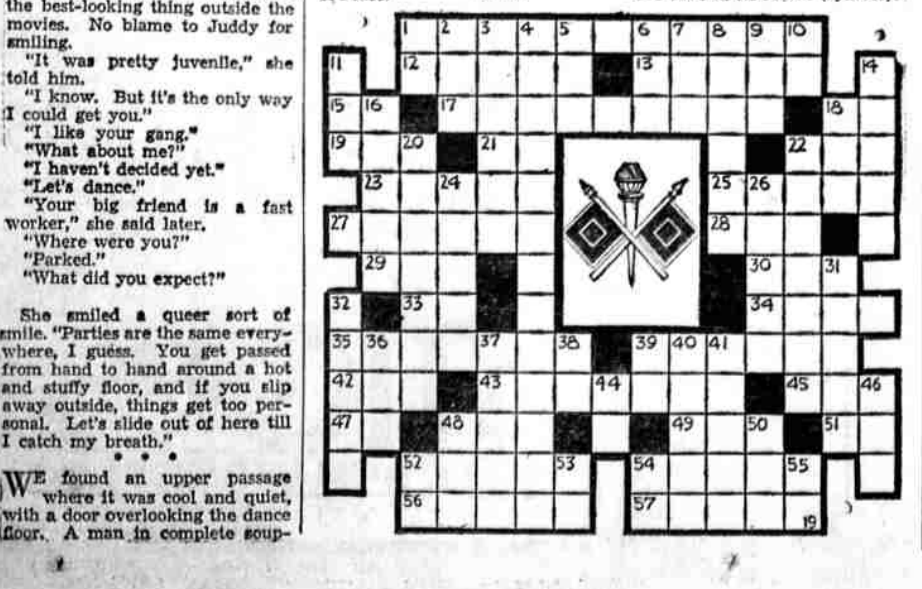 the best-looking thing outside the
movies. No blame to Juddy for
smiling.
"It was pretty juvenile," she
told him.
"I know. But it's the only way
I could get you."
"I like your gang."
"What about me?"
"I haven't decided yet."
"Let's dance."
"Your big friend is a fast
worker," she said later.
"Where were you?"
"Parked."
"What did you expect?"
She smiled a queer sort of
smile. "Parties are the same every-
where, I guess. You get passed
from hand to hand around a hot
and stuffy floor, and if you slip
away outside, things get too per-
sonal. Let's slide out of here till
I catch my breath."
WE found an upper passage
where it was cool and quiet,
with a door overlooking the dance
floor. A man in complete soup-
1 2 3 4 5 6 7 8 9 10
11 12 13 14
15 16 17 18
19 20 21 22
23 24 25 26
27 28
29 30 31
32 33 34
35 36 37 38 39 40 41
42 43 44 45 46
47 48 49 50 51
52 53 54 55
56 57
19